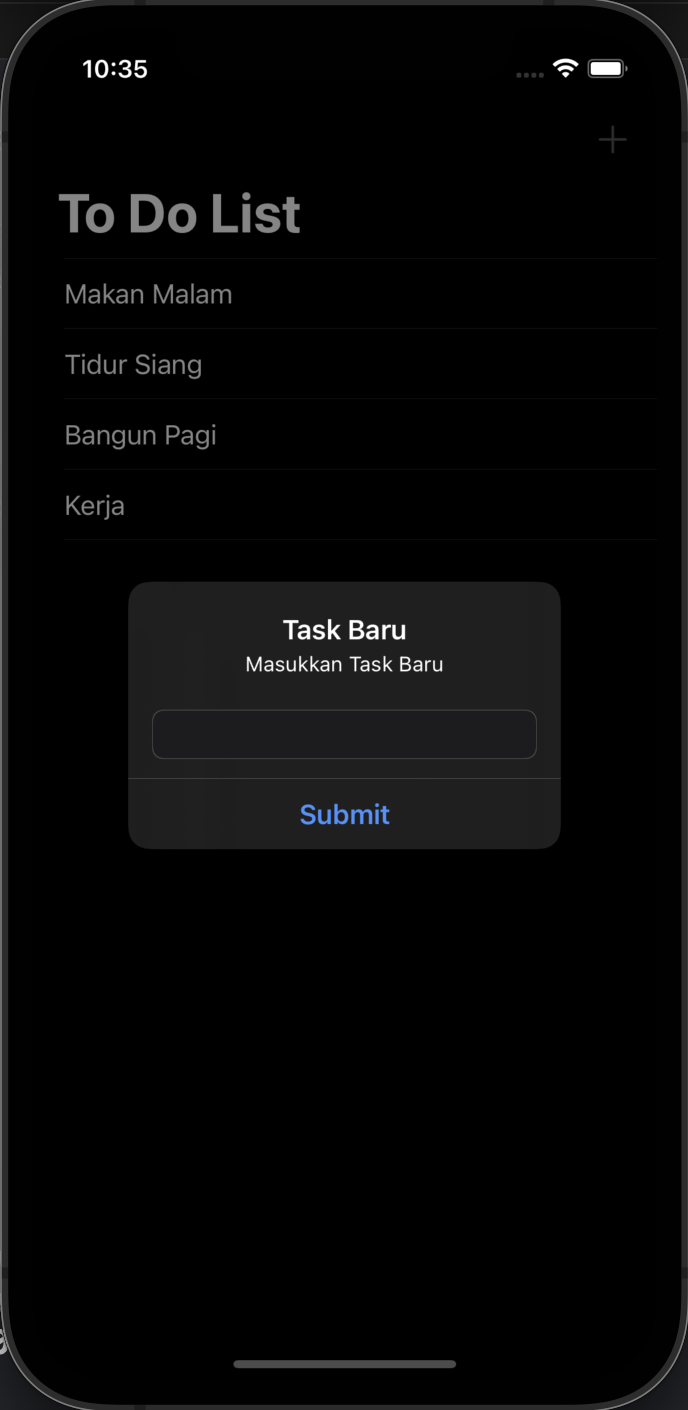 10:35
To Do List
Makan Malam
Tidur Siang
Bangun Pagi
Kerja
Task Baru
Masukkan Task Baru
Submit